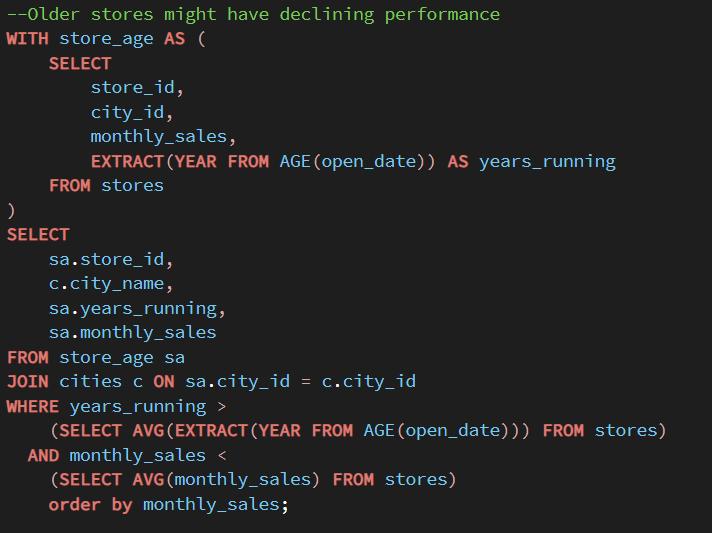 --Older stores might have declining performance
WITH store_age AS (
    SELECT
        store_id,
        city_id,
        monthly_sales,
        EXTRACT(YEAR FROM AGE(open_date)) AS years_running
    FROM stores
)
SELECT
    sa.store_id,
    c.city_name,
    sa.years_running,
    sa.monthly_sales
FROM store_age sa
JOIN cities c ON sa.city_id = c.city_id
WHERE years_running >
    (SELECT AVG(EXTRACT(YEAR FROM AGE(open_date))) FROM stores)
  AND monthly_sales <
    (SELECT AVG(monthly_sales) FROM stores)
    order by monthly_sales;